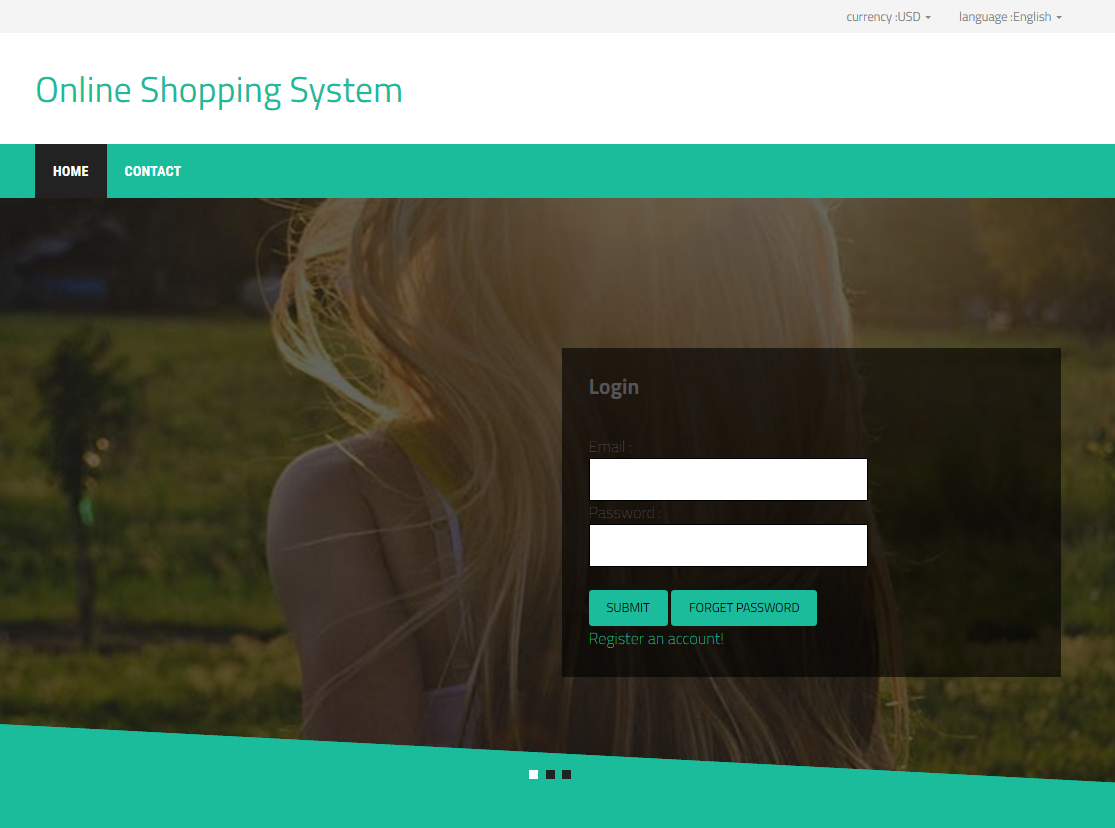 currency :USD language :English
Online Shopping System
HOME CONTACT
Login
Email :
Password :
SUBMIT FORGET PASSWORD
Register an account!